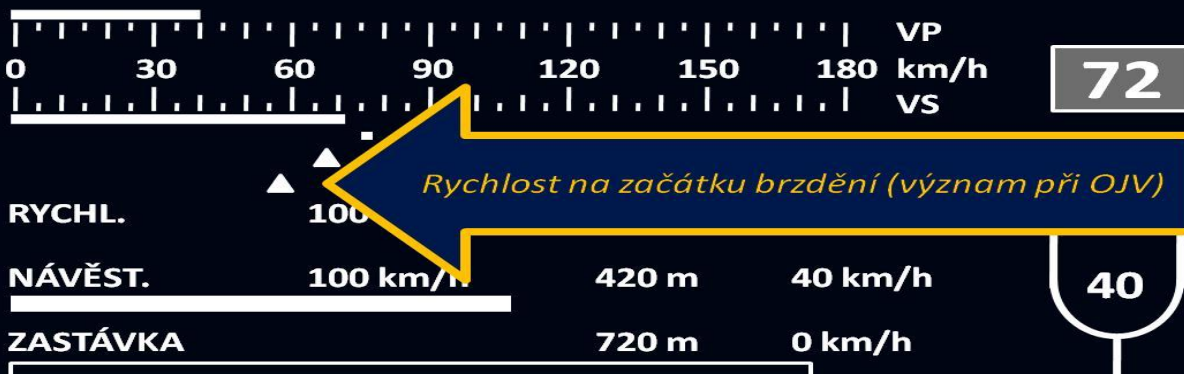 VP
0 30 60 90 120 150 180 km/h
72
VS
Rychlost na začátku brzdění (význam při OJV)
RYCHL. 100
NÁVĚST. 100 km/h 420 m 40 km/h
40
ZASTÁVKA 720 m 0 km/h